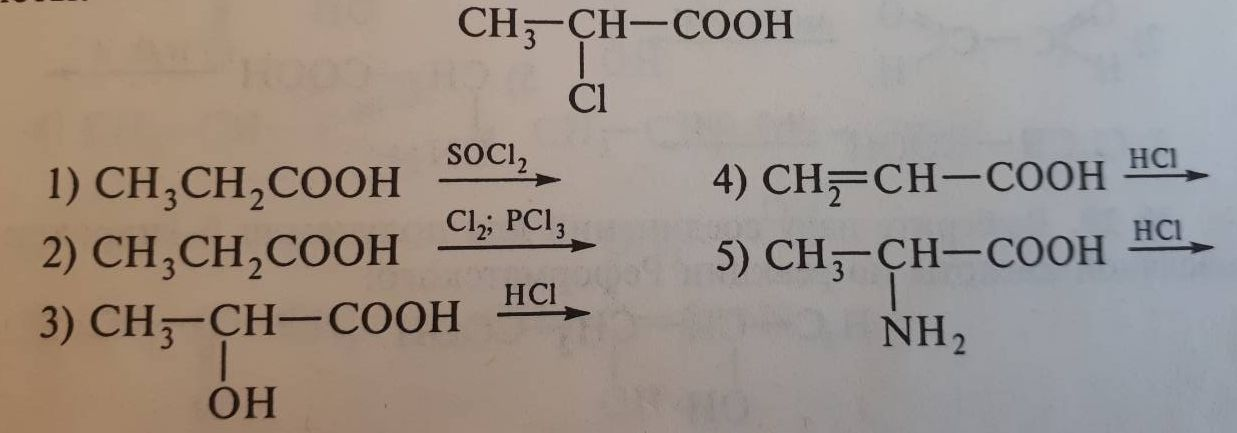 CH₃—CH—COOH
Cl
1) CH₃CH₂COOH SOCl₂ →
2) CH₃CH₂COOH Cl₂; PCl₃ →
3) CH₃—CH—COOH HCl →
OH
4) CH₂=CH—COOH HCl →
5) CH₃—CH—COOH HCl →
NH₂